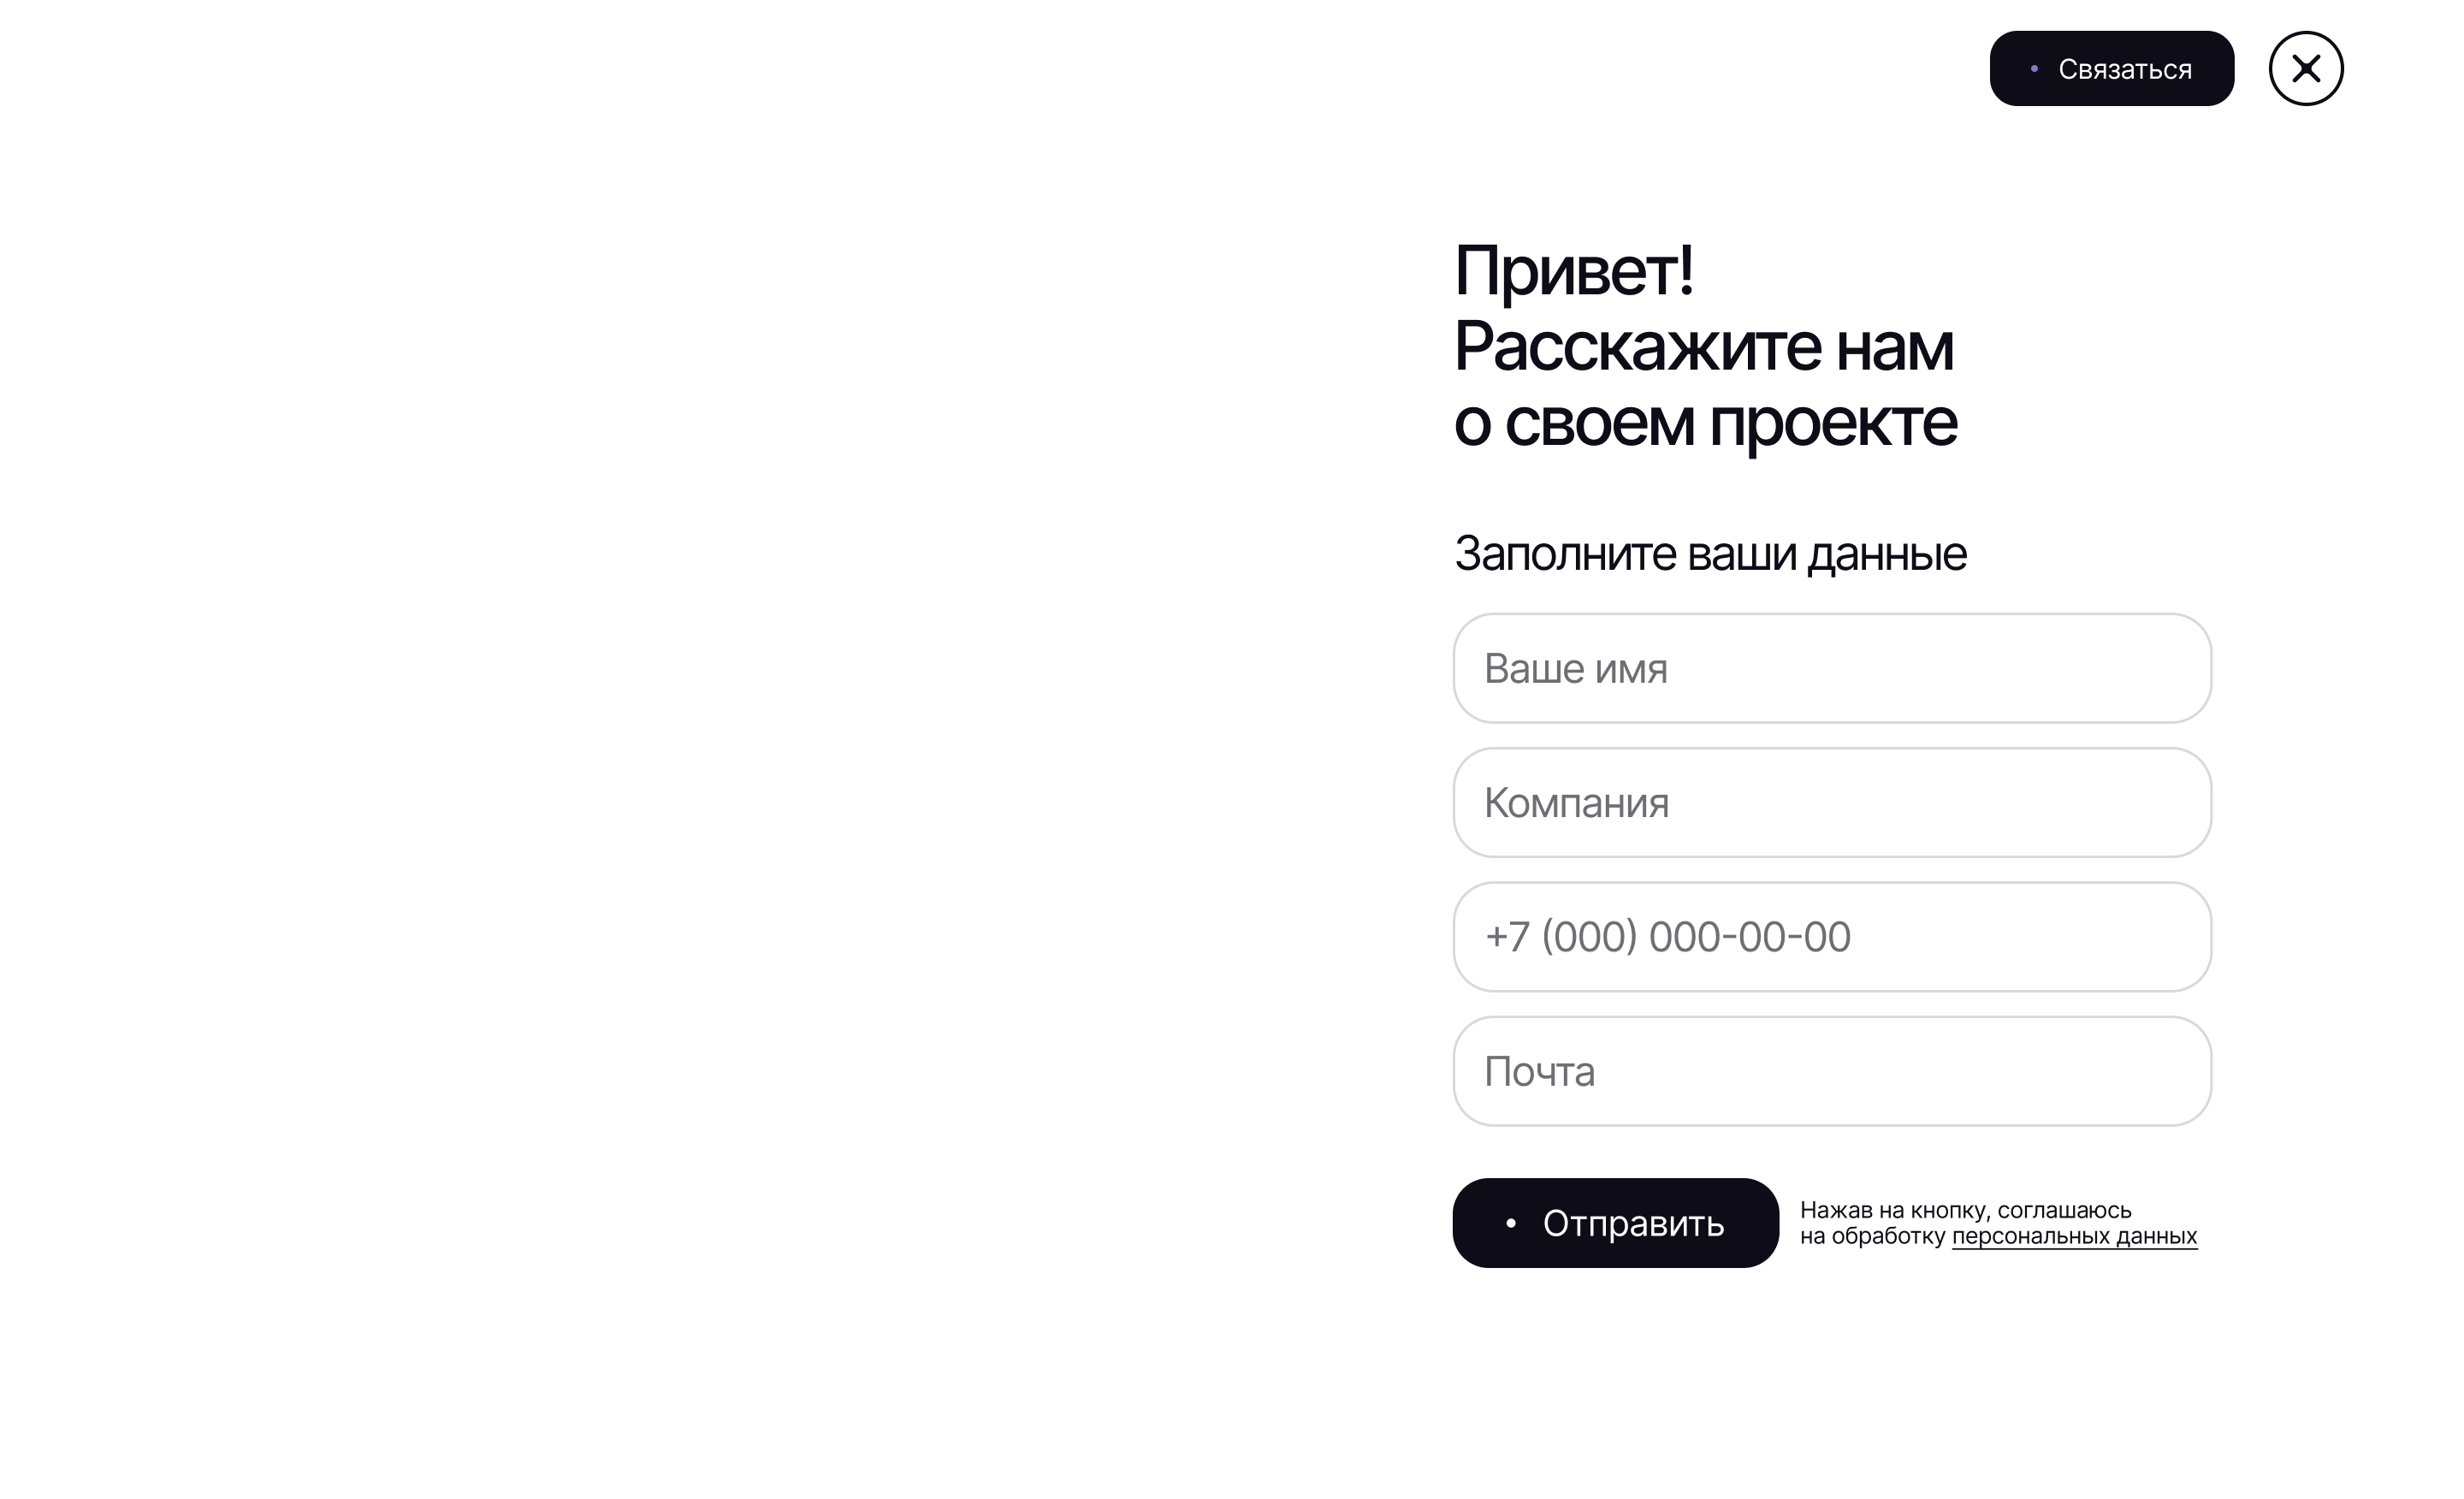 Связаться
Привет!
Расскажите нам
о своем проекте
Заполните ваши данные
Ваше имя
Компания
+7 (000) 000-00-00
Почта
Отправить
Нажав на кнопку, соглашаюсь
на обработку персональных данных